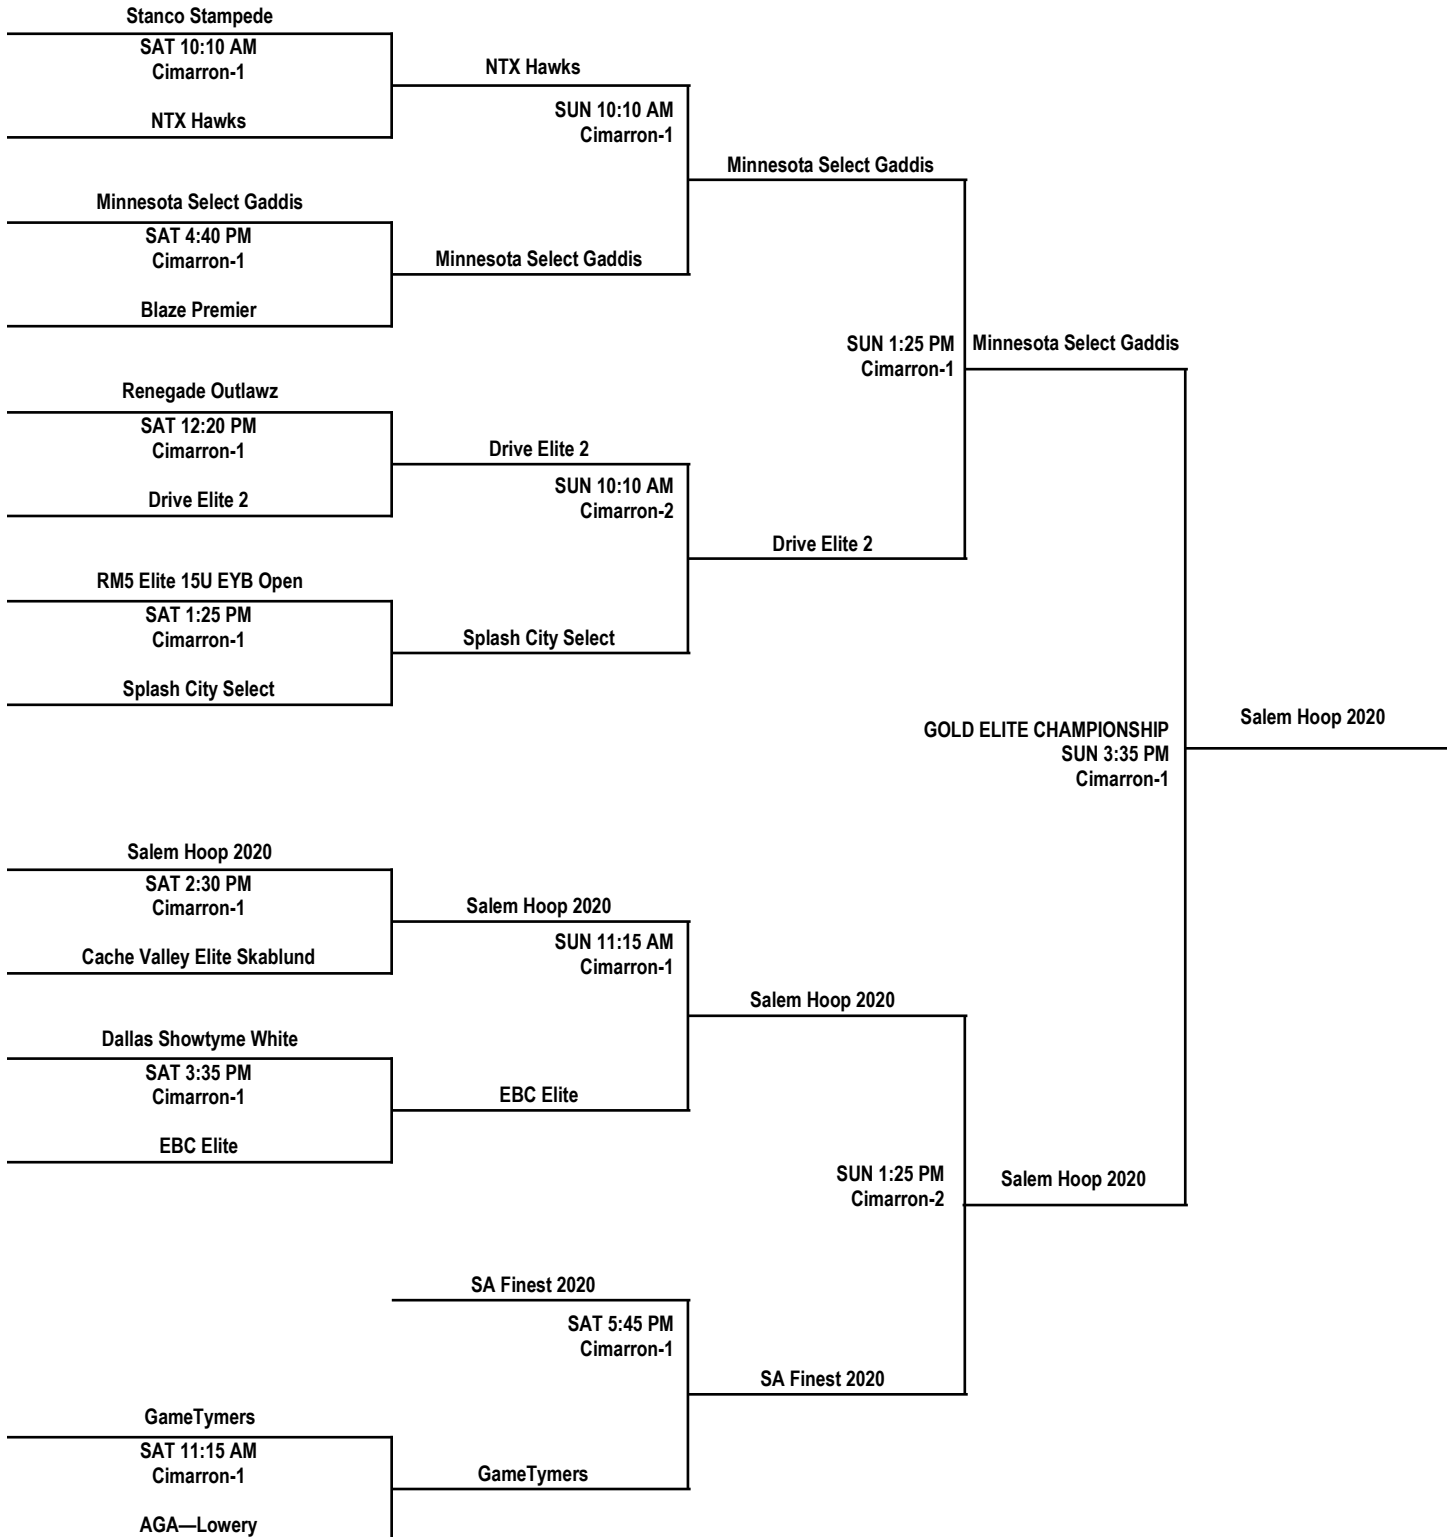 Stanco Stampede
SAT 10:10 AM
Cimarron-1
NTX Hawks
NTX Hawks
SUN 10:10 AM
Cimarron-1
Minnesota Select Gaddis
Minnesota Select Gaddis
SAT 4:40 PM
Cimarron-1
Minnesota Select Gaddis
Blaze Premier
SUN 1:25 PM
Cimarron-1
Minnesota Select Gaddis
Renegade Outlawz
SAT 12:20 PM
Cimarron-1
Drive Elite 2
Drive Elite 2
SUN 10:10 AM
Cimarron-2
Drive Elite 2
RM5 Elite 15U EYB Open
SAT 1:25 PM
Cimarron-1
Splash City Select
Splash City Select
GOLD ELITE CHAMPIONSHIP
SUN 3:35 PM
Cimarron-1
Salem Hoop 2020
Salem Hoop 2020
SAT 2:30 PM
Cimarron-1
Salem Hoop 2020
Cache Valley Elite Skablund
SUN 11:15 AM
Cimarron-1
Salem Hoop 2020
Dallas Showtyme White
SAT 3:35 PM
Cimarron-1
EBC Elite
EBC Elite
SUN 1:25 PM
Cimarron-2
Salem Hoop 2020
SA Finest 2020
SAT 5:45 PM
Cimarron-1
SA Finest 2020
GameTymers
SAT 11:15 AM
Cimarron-1
GameTymers
AGA—Lowery